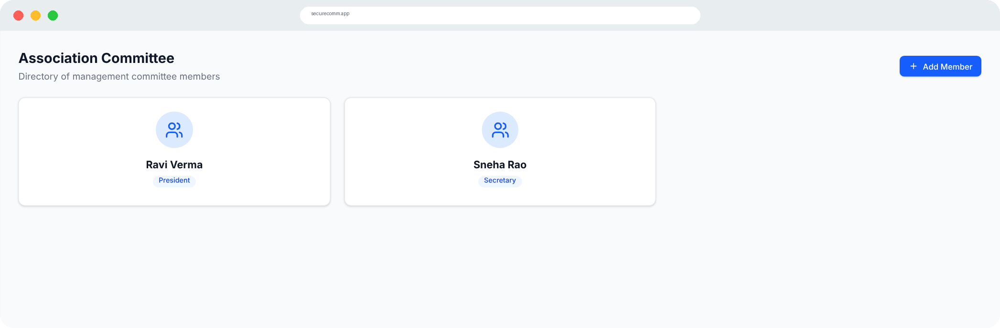 securecomm.app
Association Committee
Directory of management committee members
Add Member
Ravi Verma
President
Sneha Rao
Secretary